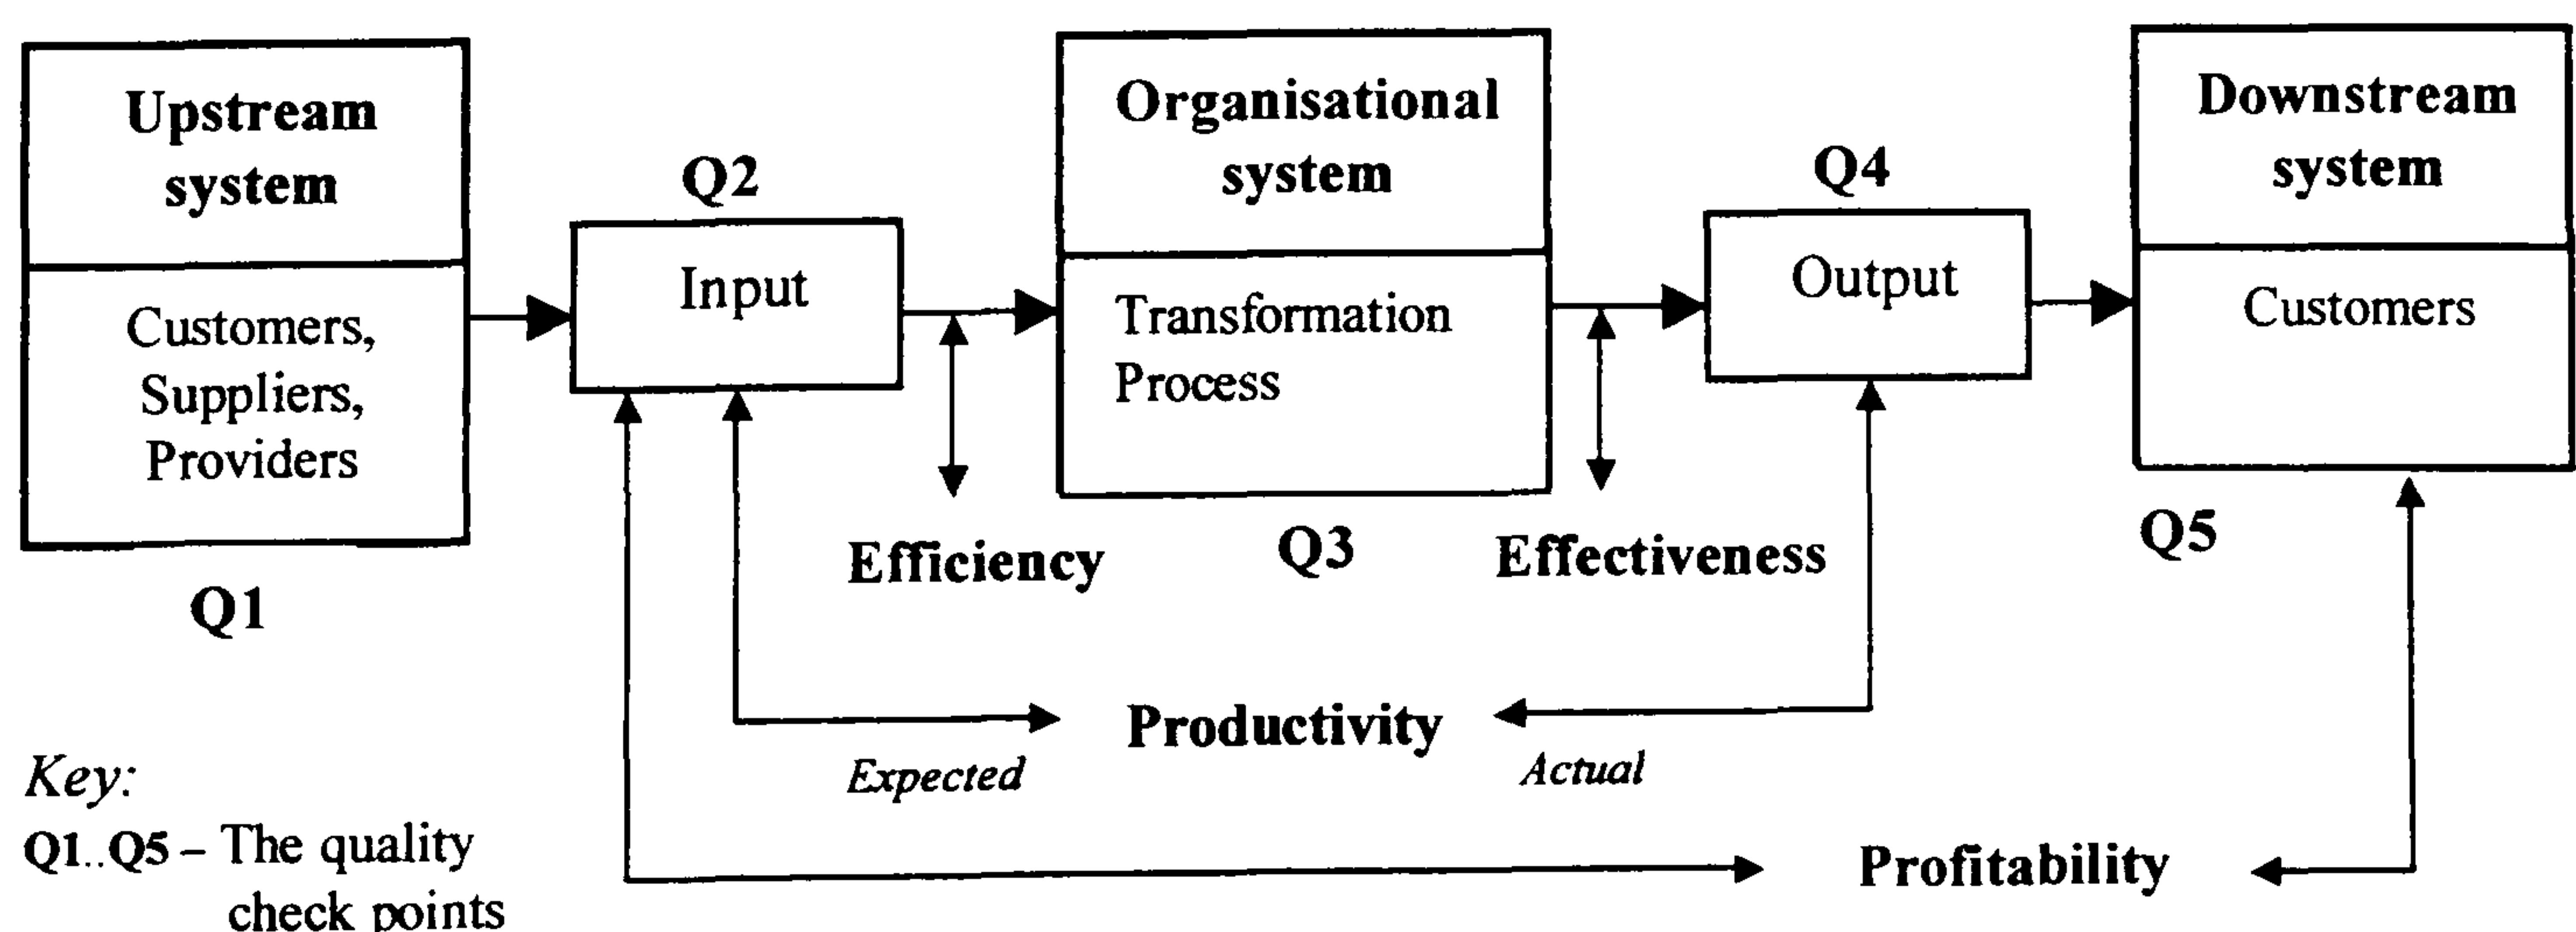 Upstream
system
Customers,
Suppliers,
Providers
Q1
Q2
Input
Efficiency
Organisational
system
Transformation
Process
Q3
Effectiveness
Q4
Output
Downstream
system
Customers
Q5
Productivity
Expected
Actual
Profitability
Key:
Q1..Q5 – The quality
check points